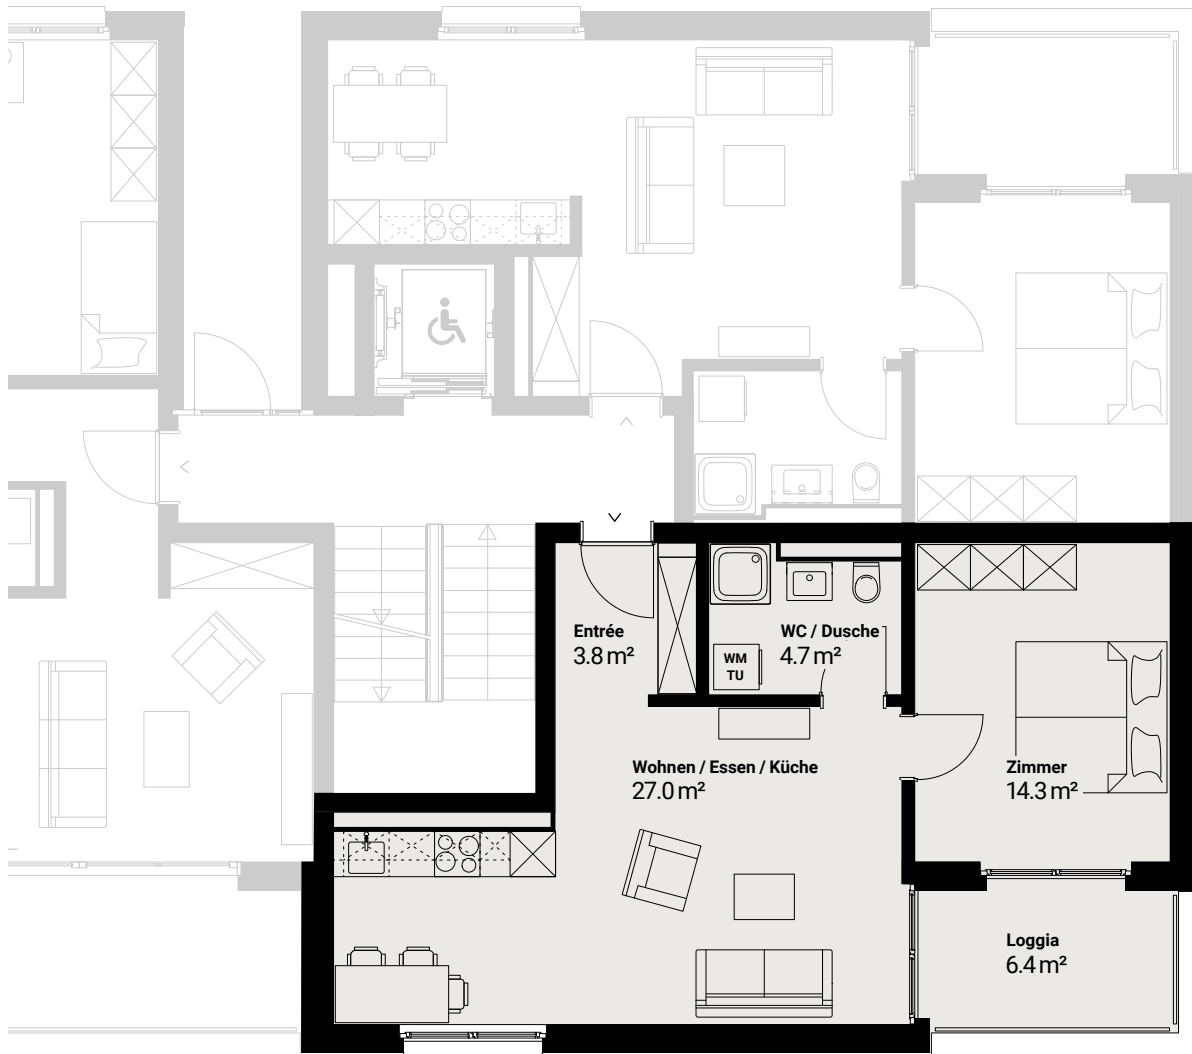 Entrée
3.8 m²
WC / Dusche
4.7 m²
WM
TU
Wohnen / Essen / Küche
27.0 m²
Zimmer
14.3 m²
Loggia
6.4 m²